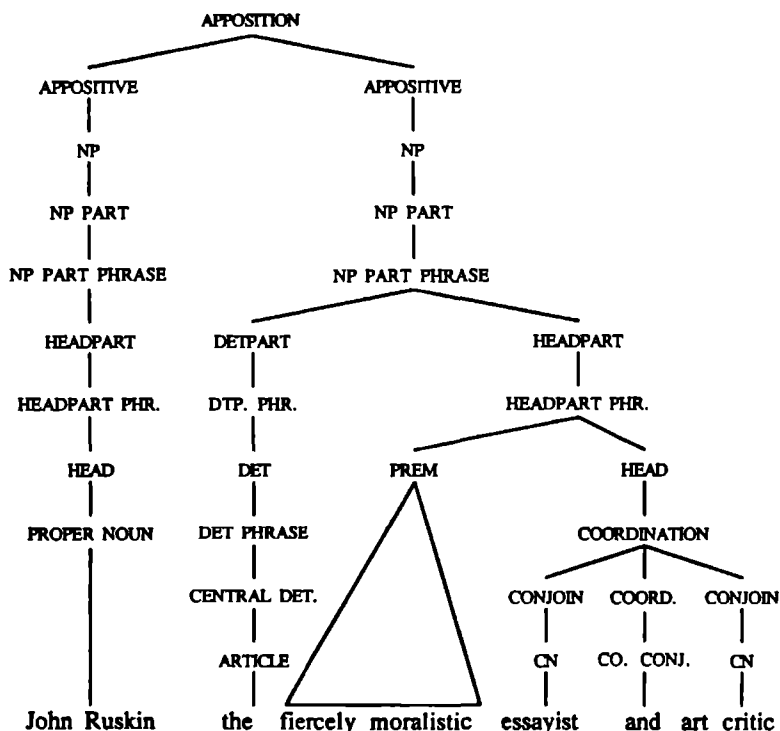 APPOSITION
APPOSITIVE APPOSITIVE
NP NP
NP PART NP PART
NP PART PHRASE NP PART PHRASE
HEADPART DETPART HEADPART
HEADPART PHR. DTP. PHR. HEADPART PHR.
HEAD DET PREM HEAD
PROPER NOUN DET PHRASE COORDINATION
CENTRAL DET. CONJOIN COORD. CONJOIN
ARTICLE CN CO. CONJ. CN
John Ruskin the fiercely moralistic essayist and art critic